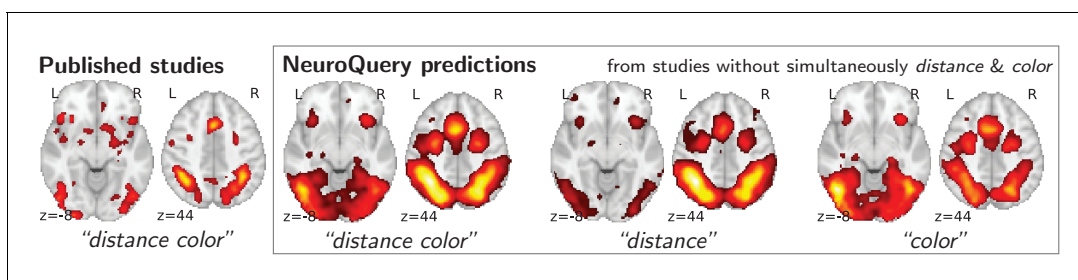 Published studies
NeuroQuery predictions
from studies without simultaneously distance & color
L R L R L R L R L R L R L R L R
z=-8 z=44 z=-8 z=44 z=-8 z=44 z=-8 z=44
“distance color” “distance color” “distance” “color”